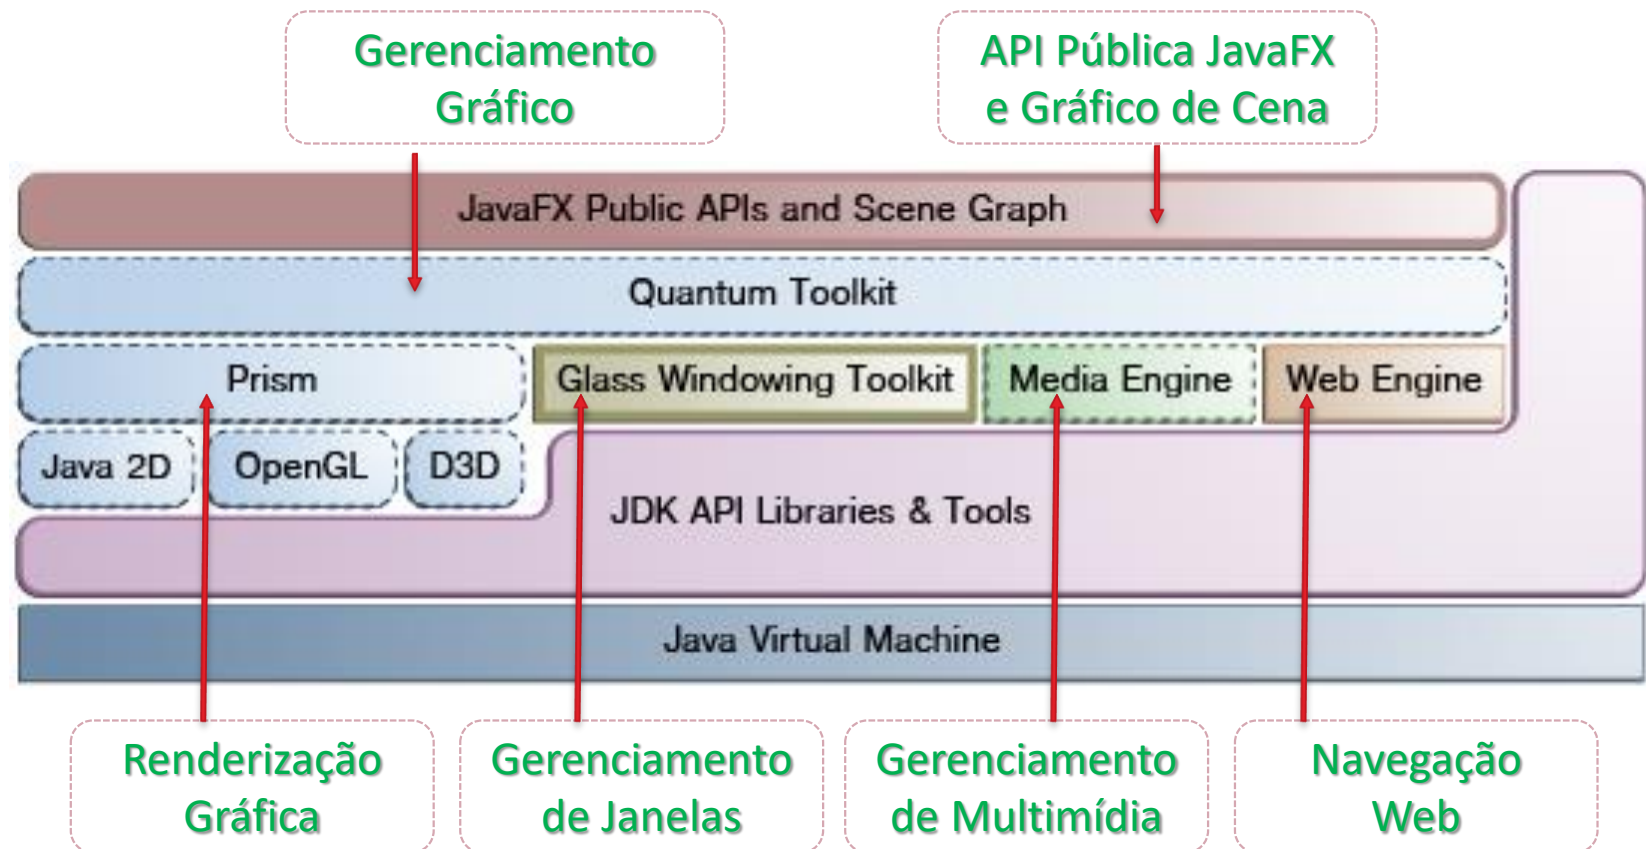 Gerenciamento
Gráfico
API Pública JavaFX
e Gráfico de Cena
JavaFX Public APIs and Scene Graph
Quantum Toolkit
Prism
Glass Windowing Toolkit
Media Engine
Web Engine
Java 2D
OpenGL
D3D
JDK API Libraries & Tools
Java Virtual Machine
Renderização
Gráfica
Gerenciamento
de Janelas
Gerenciamento
de Multimídia
Navegação
Web